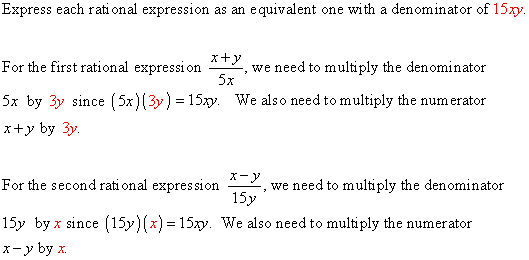 Express each rational expression as an equivalent one with a denominator of 15xy.
For the first rational expression (x+y)/(5x), we need to multiply the denominator
5x by 3y since (5x)(3y) = 15xy. We also need to multiply the numerator
x+y by 3y.
For the second rational expression (x−y)/(15y), we need to multiply the denominator
15y by x since (15y)(x) = 15xy. We also need to multiply the numerator
x−y by x.